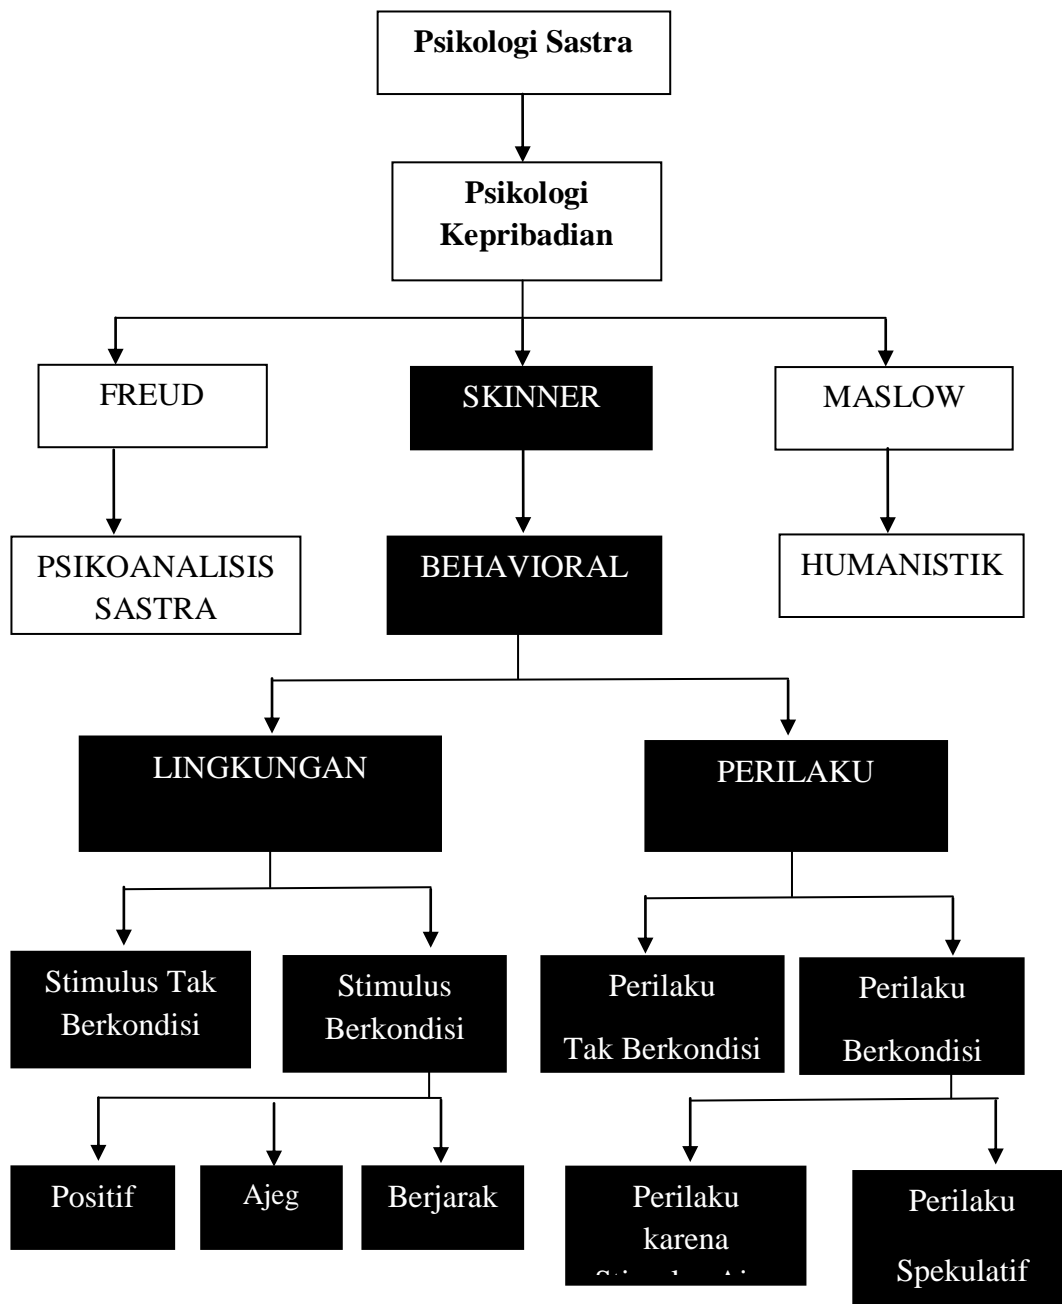 Psikologi Sastra
Psikologi
Kepribadian
FREUD
SKINNER
MASLOW
PSIKOANALISIS
SASTRA
BEHAVIORAL
HUMANISTIK
LINGKUNGAN
PERILAKU
Stimulus Tak
Berkondisi
Stimulus
Berkondisi
Perilaku
Tak Berkondisi
Perilaku
Berkondisi
Positif
Ajeg
Berjarak
Perilaku
karena
Perilaku
Spekulatif